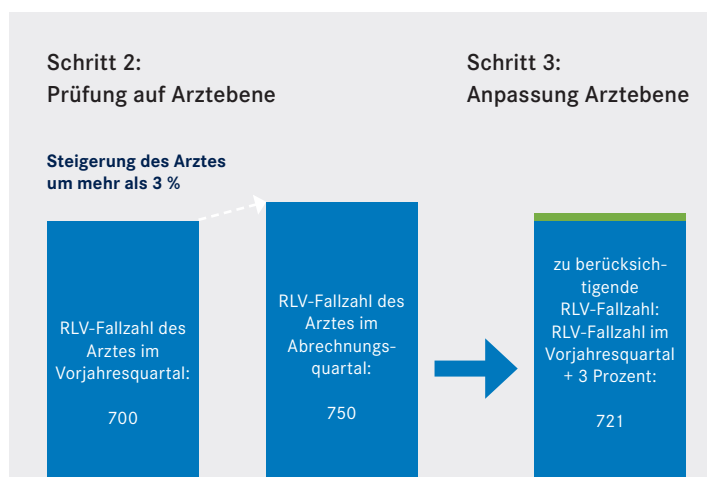 Schritt 2:
Prüfung auf Arztebene
Schritt 3:
Anpassung Arztebene
Steigerung des Arztes
um mehr als 3 %
RLV-Fallzahl des
Arztes im
Vorjahresquartal:
700
RLV-Fallzahl des
Arztes im
Abrechnungs-
quartal:
750
zu berücksich-
tigende
RLV-Fallzahl:
RLV-Fallzahl im
Vorjahresquartal
+ 3 Prozent:
721